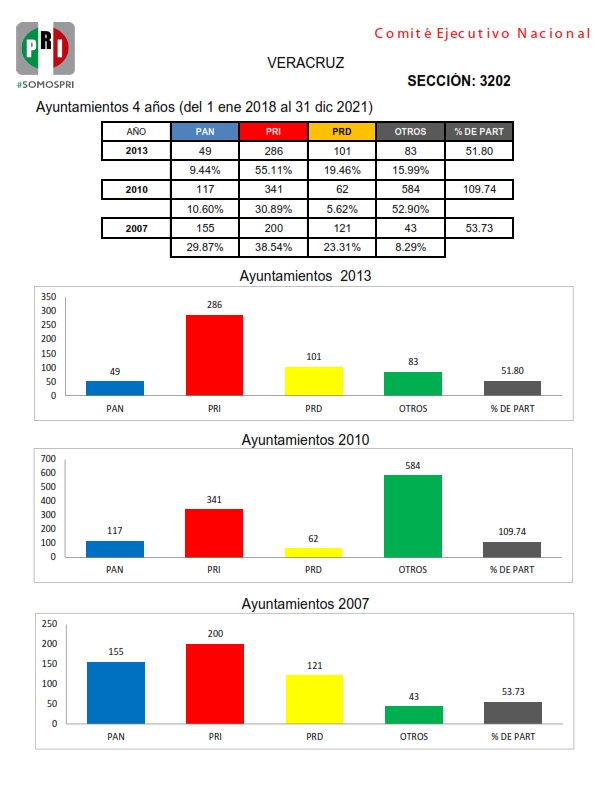 Comité Ejecutivo Nacional
PRI
#SOMOSPRI
VERACRUZ
SECCIÓN: 3202
Ayuntamientos 4 años (del 1 ene 2018 al 31 dic 2021)
AÑO PAN PRI PRD OTROS % DE PART
2013 49 286 101 83 51.80
9.44% 55.11% 19.46% 15.99%
2010 117 341 62 584 109.74
10.60% 30.89% 5.62% 52.90%
2007 155 200 121 43 53.73
29.87% 38.54% 23.31% 8.29%
Ayuntamientos 2013
350
300
250
200
150
100
50
0
49 286 101 83 51.80
PAN PRI PRD OTROS % DE PART
Ayuntamientos 2010
700
600
500
400
300
200
100
0
117 341 62 584 109.74
PAN PRI PRD OTROS % DE PART
Ayuntamientos 2007
250
200
150
100
50
0
155 200 121 43 53.73
PAN PRI PRD OTROS % DE PART